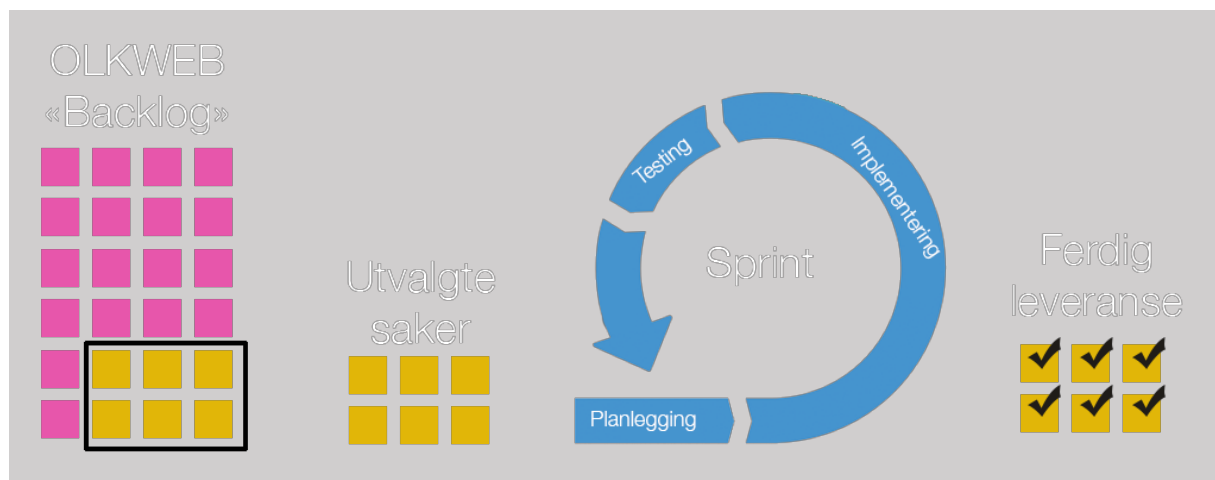 OLKWEB
«Backlog»
Utvalgte
saker
Planlegging
Implementering
Testing
Sprint
Ferdig
leveranse